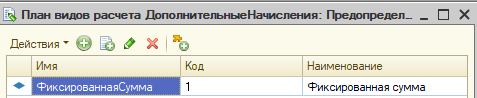 План видов расчета ДополнительныеНачисления: Предопредел...
Действия
Имя Код Наименование
ФиксированнаяСумма 1 Фиксированная сумма